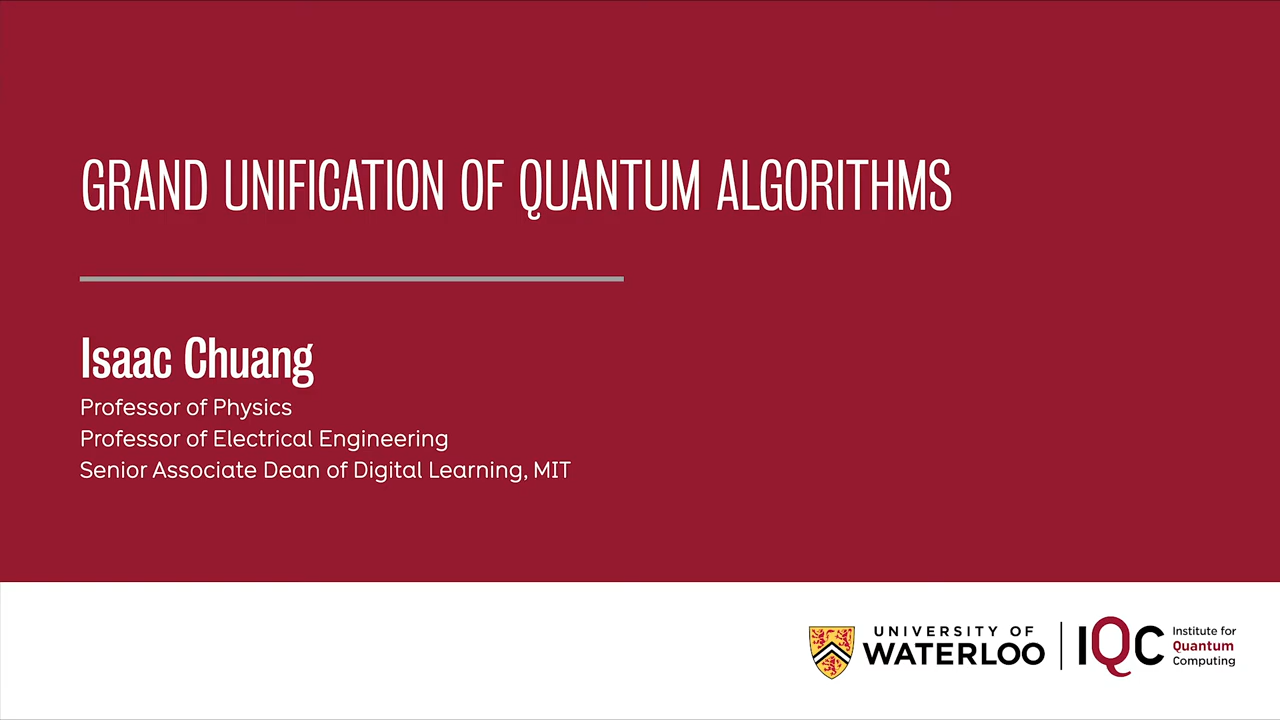 GRAND UNIFICATION OF QUANTUM ALGORITHMS
Isaac Chuang
Professor of Physics
Professor of Electrical Engineering
Senior Associate Dean of Digital Learning, MIT
UNIVERSITY OF
WATERLOO
IQC
Institute for
Quantum
Computing